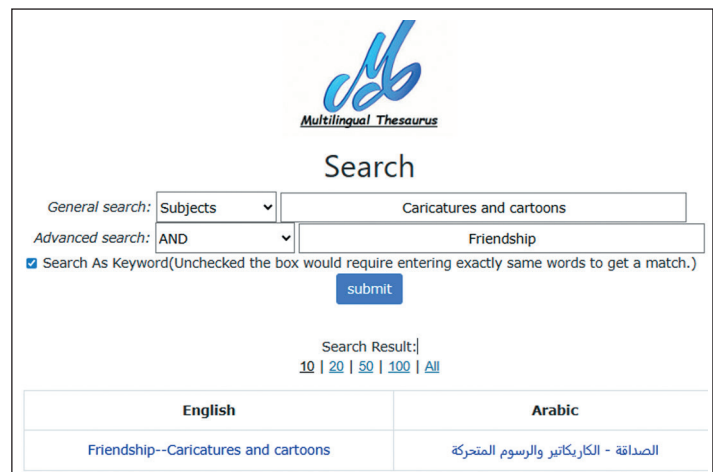 Multilingual Thesaurus
Search
General search: Subjects Caricatures and cartoons
Advanced search: AND Friendship
Search As Keyword(Unchecked the box would require entering exactly same words to get a match.)
submit
Search Result:
10 | 20 | 50 | 100 | All
English Arabic
Friendship--Caricatures and cartoons الصداقة - الكاريكاتير والرسوم المتحركة